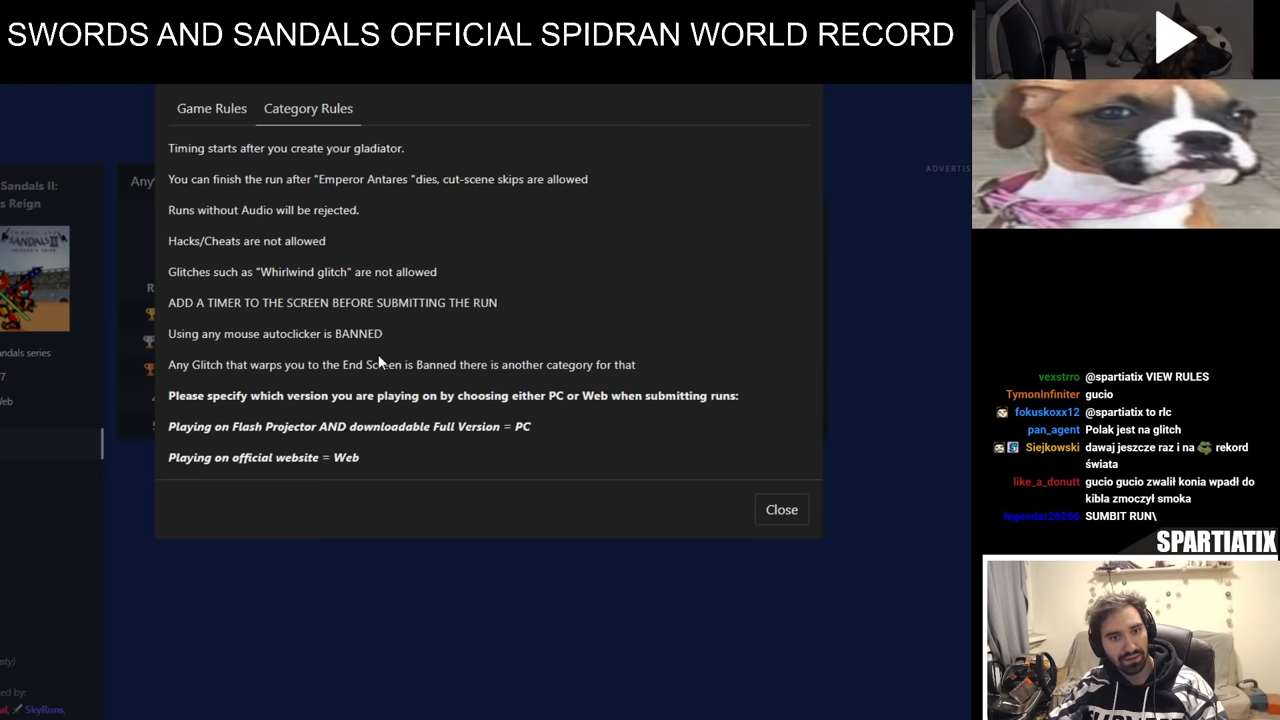 SWORDS AND SANDALS OFFICIAL SPIDRAN WORLD RECORD
Game Rules Category Rules
Timing starts after you create your gladiator.
You can finish the run after "Emperor Antares "dies, cut-scene skips are allowed
Runs without Audio will be rejected.
Hacks/Cheats are not allowed
Glitches such as "Whirlwind glitch" are not allowed
ADD A TIMER TO THE SCREEN BEFORE SUBMITTING THE RUN
Using any mouse autoclicker is BANNED
Any Glitch that warps you to the End Screen is Banned there is another category for that
Please specify which version you are playing on by choosing either PC or Web when submitting runs:
Playing on Flash Projector AND downloadable Full Version = PC
Playing on official website = Web
Close
Sandals II:
Reign
SANDALS II
andals series
7
Any
ADVERTIS
SkyRuns,
vexstrro @spartiatix VIEW RULES
TymonInfiniter gucio
fokuskoxx12 @spartiatix to rlc
pan_agent Polak jest na glitch
Siejkowski dawaj jeszcze raz i na rekord
świata
like_a_donutt gucio gucio zwalił konia wpadł do
kibla zmoczył smoka
legendar26266 SUMBIT RUN\
SPARTIATIX